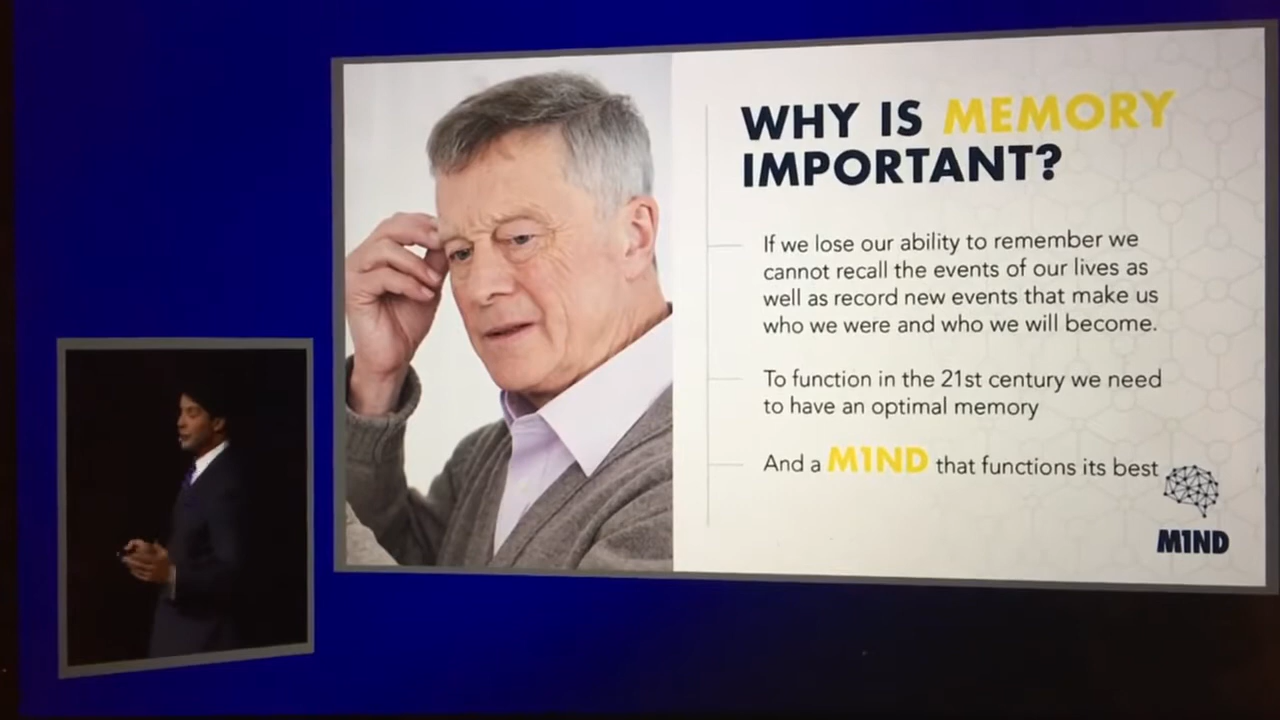 WHY IS MEMORY
IMPORTANT?
If we lose our ability to remember we
cannot recall the events of our lives as
well as record new events that make us
who we were and who we will become.
To function in the 21st century we need
to have an optimal memory
And a M1ND that functions its best
M1ND